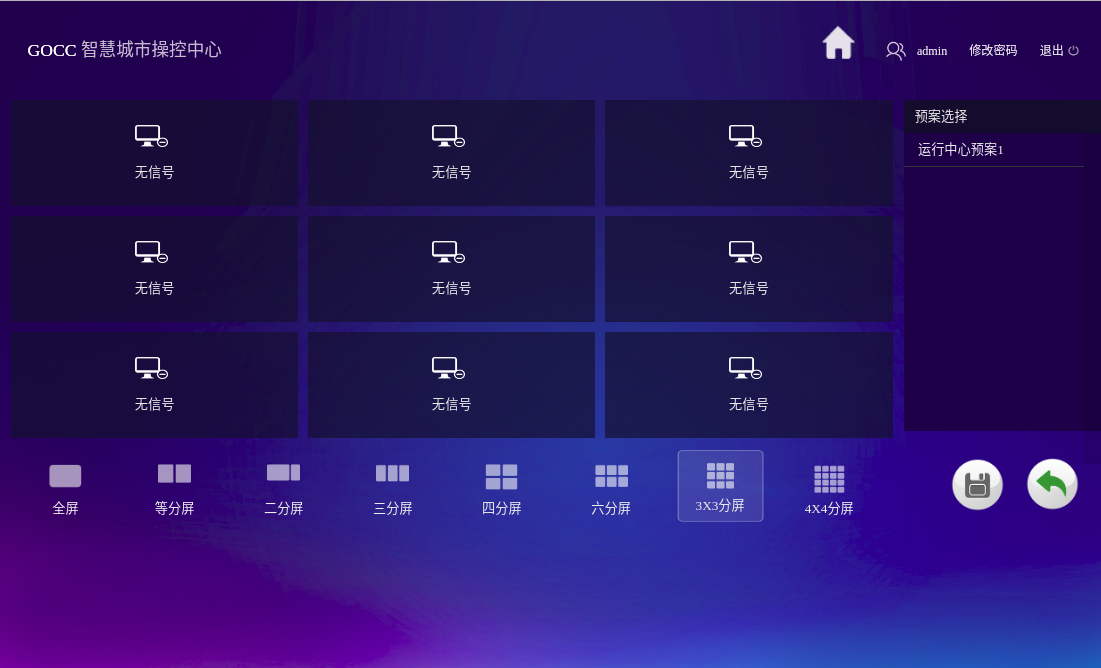 GOCC 智慧城市操控中心
admin 修改密码 退出
无信号 无信号 无信号
预案选择
运行中心预案1
无信号 无信号 无信号
无信号 无信号 无信号
全屏 等分屏 二分屏 三分屏 四分屏 六分屏 3X3分屏 4X4分屏